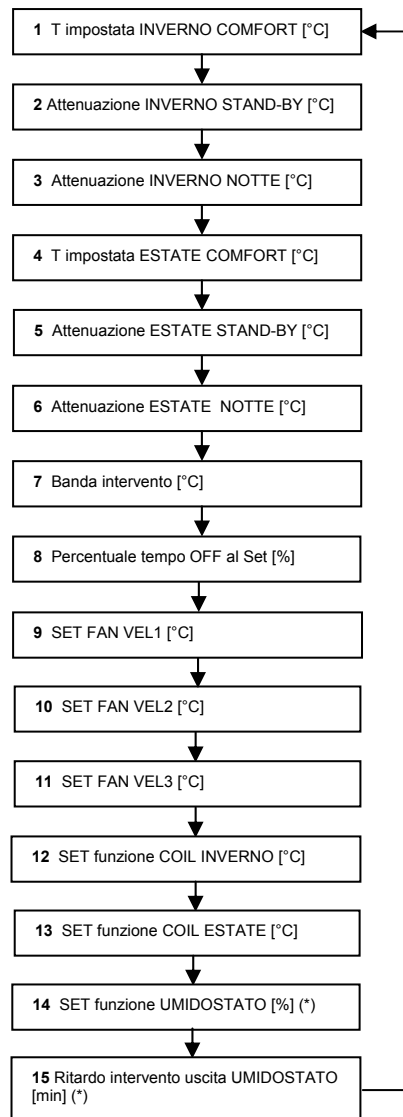 1 T impostata INVERNO COMFORT [°C]
2 Attenuazione INVERNO STAND-BY [°C]
3 Attenuazione INVERNO NOTTE [°C]
4 T impostata ESTATE COMFORT [°C]
5 Attenuazione ESTATE STAND-BY [°C]
6 Attenuazione ESTATE NOTTE [°C]
7 Banda intervento [°C]
8 Percentuale tempo OFF al Set [%]
9 SET FAN VEL1 [°C]
10 SET FAN VEL2 [°C]
11 SET FAN VEL3 [°C]
12 SET funzione COIL INVERNO [°C]
13 SET funzione COIL ESTATE [°C]
14 SET funzione UMIDOSTATO [%] (*)
15 Ritardo intervento uscita UMIDOSTATO
[min] (*)